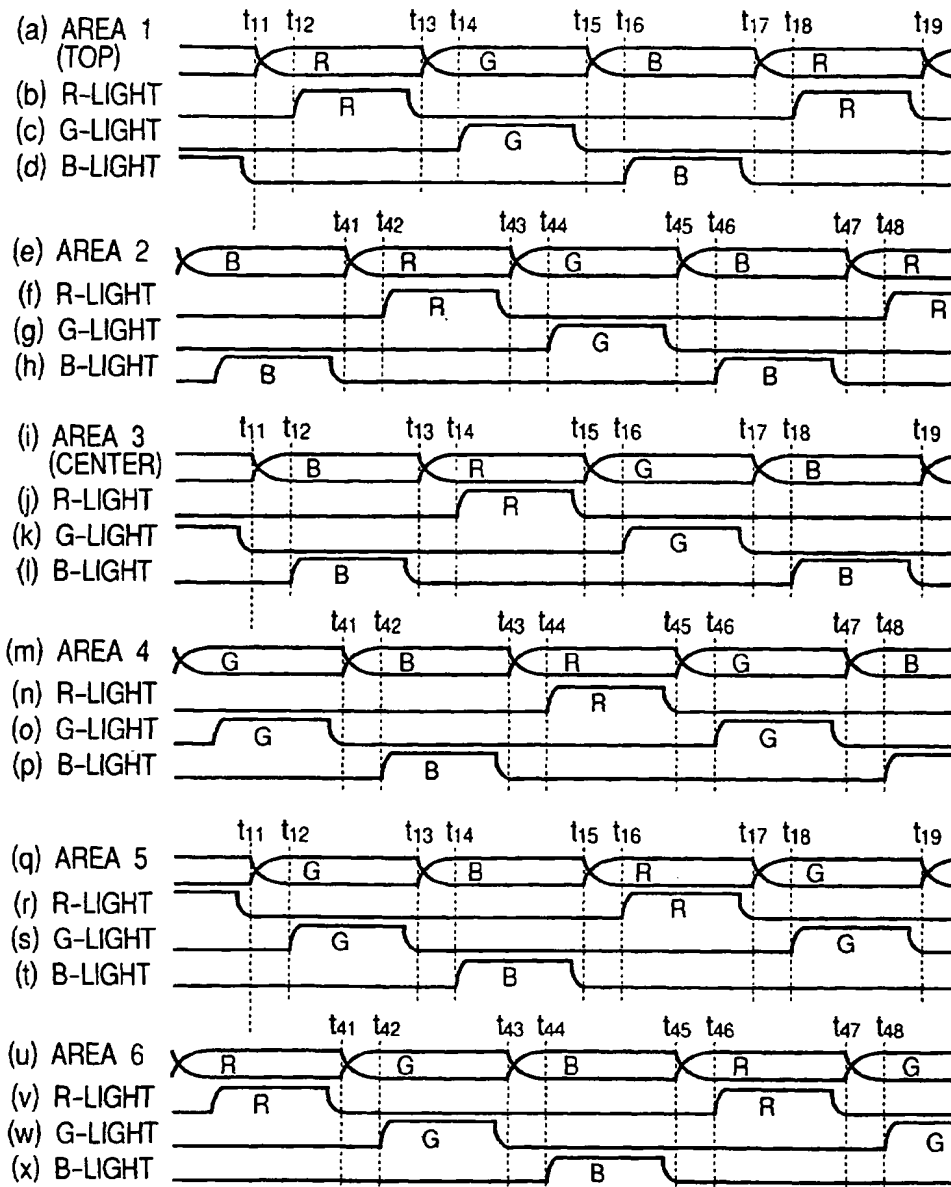 t11 t12 t13 t14 t15 t16 t17 t18 t19
(a) AREA 1
(TOP)
R G B R
(b) R-LIGHT R R
(c) G-LIGHT G
(d) B-LIGHT B
t41 t42 t43 t44 t45 t46 t47 t48
(e) AREA 2 B R G B R
(f) R-LIGHT R R
(g) G-LIGHT G
(h) B-LIGHT B B
t11 t12 t13 t14 t15 t16 t17 t18 t19
(i) AREA 3
(CENTER)
B R G B
(j) R-LIGHT R
(k) G-LIGHT G
(l) B-LIGHT B B
t41 t42 t43 t44 t45 t46 t47 t48
(m) AREA 4 G B R G B
(n) R-LIGHT R
(o) G-LIGHT G G
(p) B-LIGHT B
t11 t12 t13 t14 t15 t16 t17 t18 t19
(q) AREA 5 G B R G
(r) R-LIGHT R
(s) G-LIGHT G G
(t) B-LIGHT B
t41 t42 t43 t44 t45 t46 t47 t48
(u) AREA 6 R G B R G
(v) R-LIGHT R R
(w) G-LIGHT G G
(x) B-LIGHT B